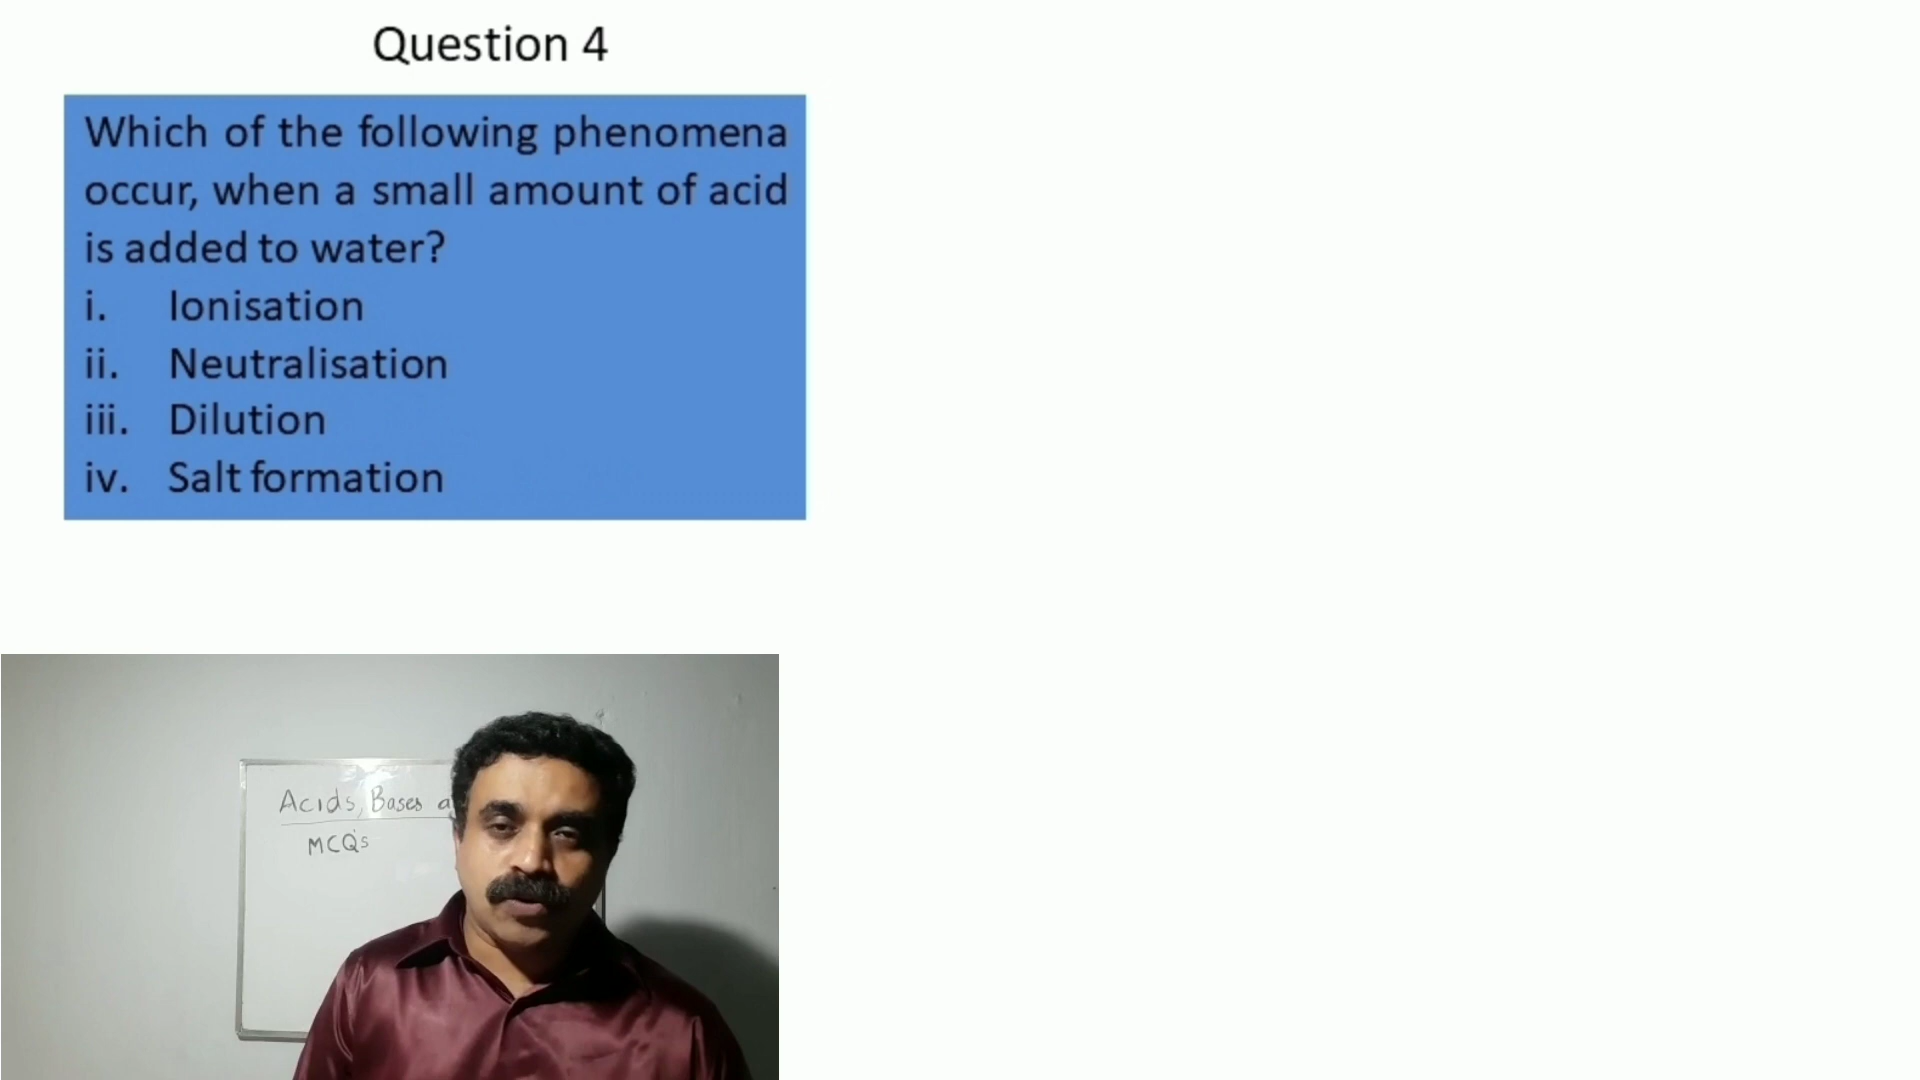 Question 4
Which of the following phenomena
occur, when a small amount of acid
is added to water?
i. Ionisation
ii. Neutralisation
iii. Dilution
iv. Salt formation
Acids, Bases a
MCQ's